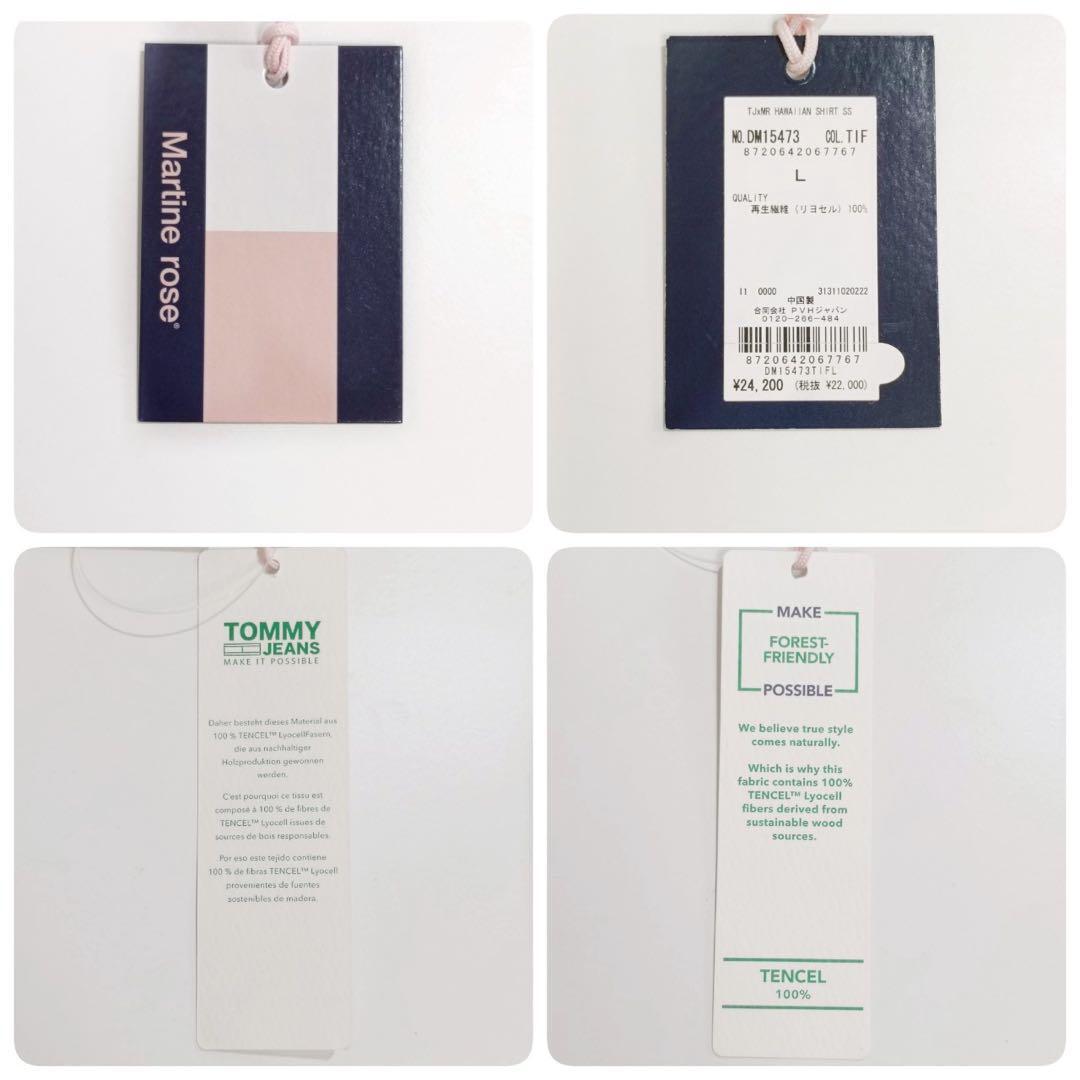 Martine rose®
TJxMR HAWAIIAN SHIRT SS
NO.DM15473 COL.TIF
8720642067767
L
QUALITY
再生繊維 (リヨセル) 100%
I1 0000 31311020222
中国製
合同会社 PVHジャパン
0120-266-484
8720642067767
DM15473TIFL
¥24,200 (税抜 ¥22,000)
TOMMY
JEANS
MAKE IT POSSIBLE
Daher besteht dieses Material aus
100 % TENCEL™ LyocellFasern,
die aus nachhaltiger
Holzproduktion gewonnen
werden.
C'est pourquoi ce tissu est
composé à 100 % de fibres de
TENCEL™ Lyocell issues de
sources de bois responsables.
Por eso este tejido contiene
100 % de fibras TENCEL™ Lyocell
provenientes de fuentes
sostenibles de madera.
MAKE
FOREST-
FRIENDLY
POSSIBLE
We believe true style
comes naturally.
Which is why this
fabric contains 100%
TENCEL™ Lyocell
fibers derived from
sustainable wood
sources.
TENCEL
100%